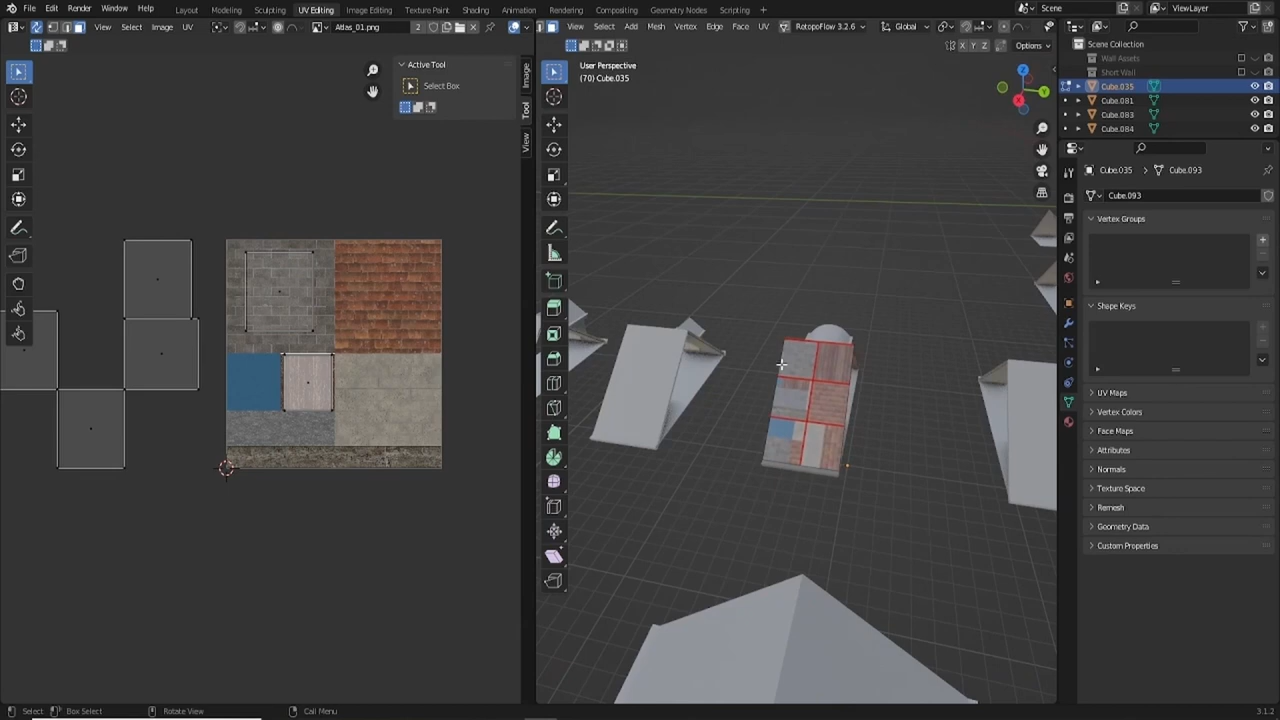 File Edit Render Window Help Layout Modeling Sculpting UV Editing Texture Paint Shading Animation Rendering Compositing Geometry Nodes Scripting Scene ViewLayer
View Select Image UV Atlas_01.png 2 View Select Add Mesh Vertex Edge Face UV RetopoFlow 3.2.6 Global
X Y Z Options
Active Tool
Select Box
Image
Tool
View
User Perspective
(70) Cube.035
Z
Y
X
Scene Collection
Wall Assets
Short Wall
Cube.035
Cube.081
Cube.083
Cube.084
Cube.035 Cube.093
Cube.093
Vertex Groups
Shape Keys
UV Maps
Vertex Colors
Face Maps
Attributes
Normals
Texture Space
Remesh
Geometry Data
Custom Properties
Select Box Select Rotate View Call Menu 3.1.2